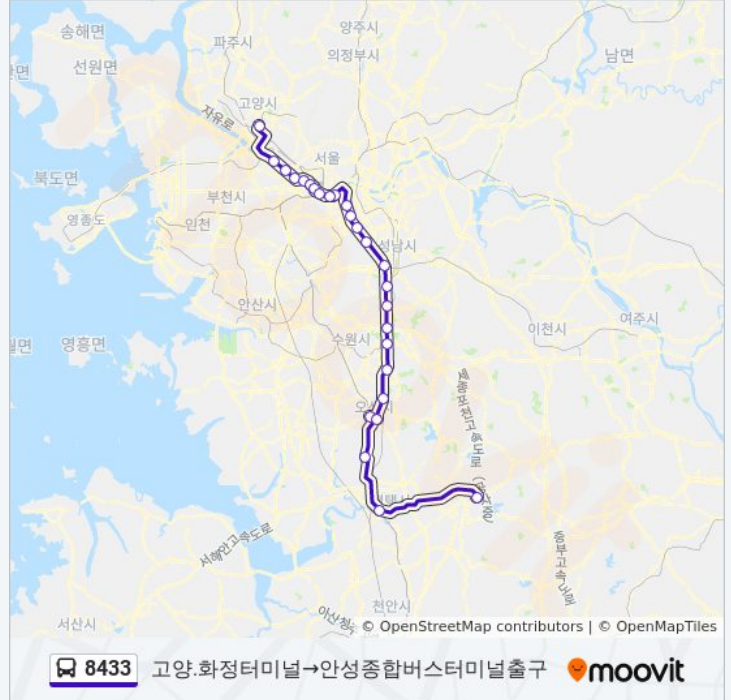 송해면
양주시
파주시
의정부시
남면
선원면
고양시
자유로
서울
북도면
부천시
영종도
인천
성남시
안산시
여주시
이천시
영흥면
수원시
서해안고속도로
천안시
서산시
© OpenStreetMap contributors | © OpenMapTiles
8433 고양.화정터미널→안성종합버스터미널출구 moovit